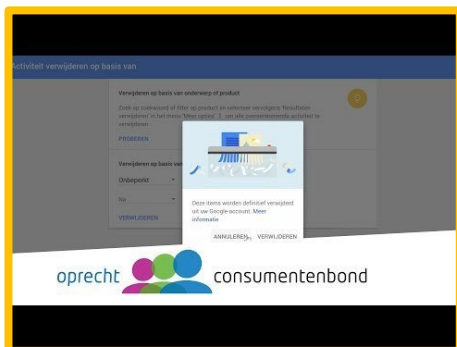 Activiteit verwijderen op basis van
Verwijderen op basis van onderwerp of product
Zoek op zoekwoord of filter op product en selecteer vervolgens 'Resultaten
verwijderen' in het menu 'Meer opties' om alle overeenkomende activiteit te
verwijderen
PROBEREN
Verwijderen op basis van
Onbeperkt
Nu
VERWIJDEREN
Deze items worden definitief verwijderd
uit uw Google-account. Meer
informatie
ANNULEREN VERWIJDEREN
oprecht consumentenbond